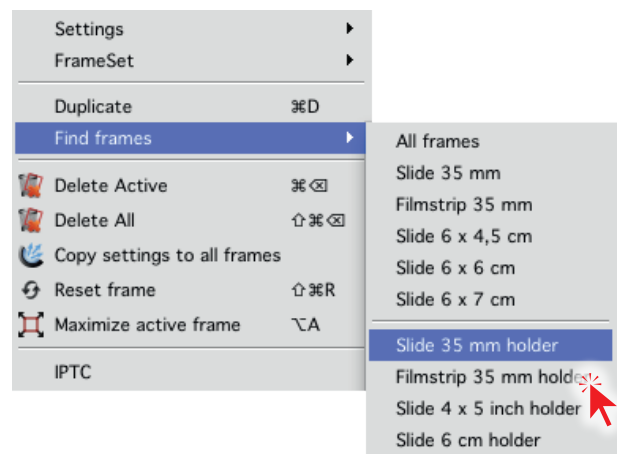 Settings
FrameSet
Duplicate ⌘D
Find frames
Delete Active ⌘⌫
Delete All ⇧⌘⌫
Copy settings to all frames
Reset frame ⇧⌘R
Maximize active frame ⌥A
IPTC
All frames
Slide 35 mm
Filmstrip 35 mm
Slide 6 x 4,5 cm
Slide 6 x 6 cm
Slide 6 x 7 cm
Slide 35 mm holder
Filmstrip 35 mm holder
Slide 4 x 5 inch holder
Slide 6 cm holder